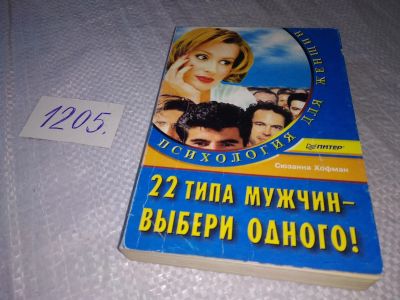 1205.
ПСИХОЛОГИЯ ДЛЯ ЖЕНЩИН
ПИТЕР
Сюзанна Хофман
22 ТИПА МУЖЧИН –
ВЫБЕРИ ОДНОГО!